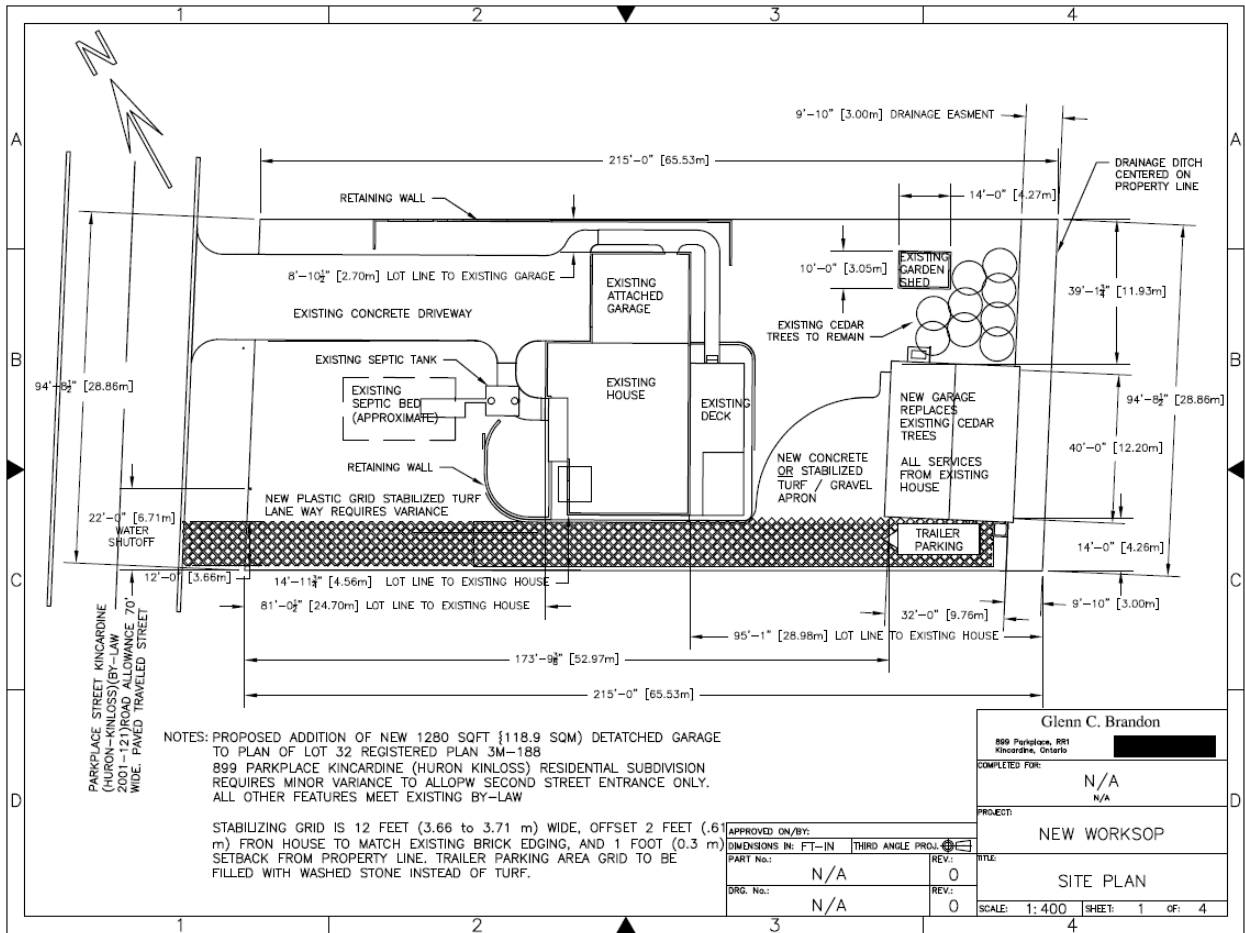 1 2 3 4
A
B
C
D
A
B
C
D
1 2 3 4
N
9'-10" [3.00m] DRAINAGE EASMENT
215'-0" [65.53m]
DRAINAGE DITCH
CENTERED ON
PROPERTY LINE
RETAINING WALL
14'-0" [4.27m]
8'-10½" [2.70m] LOT LINE TO EXISTING GARAGE
EXISTING
ATTACHED
GARAGE
10'-0" [3.05m]
EXISTING
GARDEN
SHED
39'-1¾" [11.93m]
EXISTING CONCRETE DRIVEWAY
EXISTING CEDAR
TREES TO REMAIN
EXISTING SEPTIC TANK
94'-8½" [28.86m]
EXISTING
SEPTIC BED
(APPROXIMATE)
EXISTING
HOUSE
EXISTING
DECK
NEW GARAGE
REPLACES
EXISTING CEDAR
TREES
ALL SERVICES
FROM EXISTING
HOUSE
94'-8½" [28.86m]
40'-0" [12.20m]
RETAINING WALL
NEW CONCRETE
OR STABILIZED
TURF / GRAVEL
APRON
NEW PLASTIC GRID STABILIZED TURF
LANE WAY REQUIRES VARIANCE
22'-0" [6.71m]
WATER
SHUTOFF
TRAILER
PARKING
14'-0" [4.26m]
12'-0" [3.66m]
14'-11¾" [4.56m] LOT LINE TO EXISTING HOUSE
81'-0½" [24.70m] LOT LINE TO EXISTING HOUSE
32'-0" [9.76m]
9'-10" [3.00m]
95'-1" [28.98m] LOT LINE TO EXISTING HOUSE
173'-9⅜" [52.97m]
215'-0" [65.53m]
PARKPLACE STREET KINCARDINE
(HURON-KINLOSS)(BY-LAW
2001-121)ROAD ALLOWANCE 70'
WIDE. PAVED TRAVELED STREET
NOTES: PROPOSED ADDITION OF NEW 1280 SQFT {118.9 SQM) DETATCHED GARAGE
TO PLAN OF LOT 32 REGISTERED PLAN 3M-188
899 PARKPLACE KINCARDINE (HURON KINLOSS) RESIDENTIAL SUBDIVISION
REQUIRES MINOR VARIANCE TO ALLOPW SECOND STREET ENTRANCE ONLY.
ALL OTHER FEATURES MEET EXISTING BY-LAW
STABILIZING GRID IS 12 FEET (3.66 to 3.71 m) WIDE, OFFSET 2 FEET (.61
m) FRON HOUSE TO MATCH EXISTING BRICK EDGING, AND 1 FOOT (0.3 m)
SETBACK FROM PROPERTY LINE. TRAILER PARKING AREA GRID TO BE
FILLED WITH WASHED STONE INSTEAD OF TURF.
Glenn C. Brandon
899 Parkplace, RR1
Kincardine, Ontario
COMPLETED FOR:
N/A
N/A
PROJECT:
NEW WORKSOP
TITLE:
SITE PLAN
SCALE: 1:400 SHEET: 1 OF: 4
APPROVED ON/BY:
DIMENSIONS IN: FT-IN THIRD ANGLE PROJ.
PART No.: N/A REV.: 0
DRG. No.: N/A REV.: 0